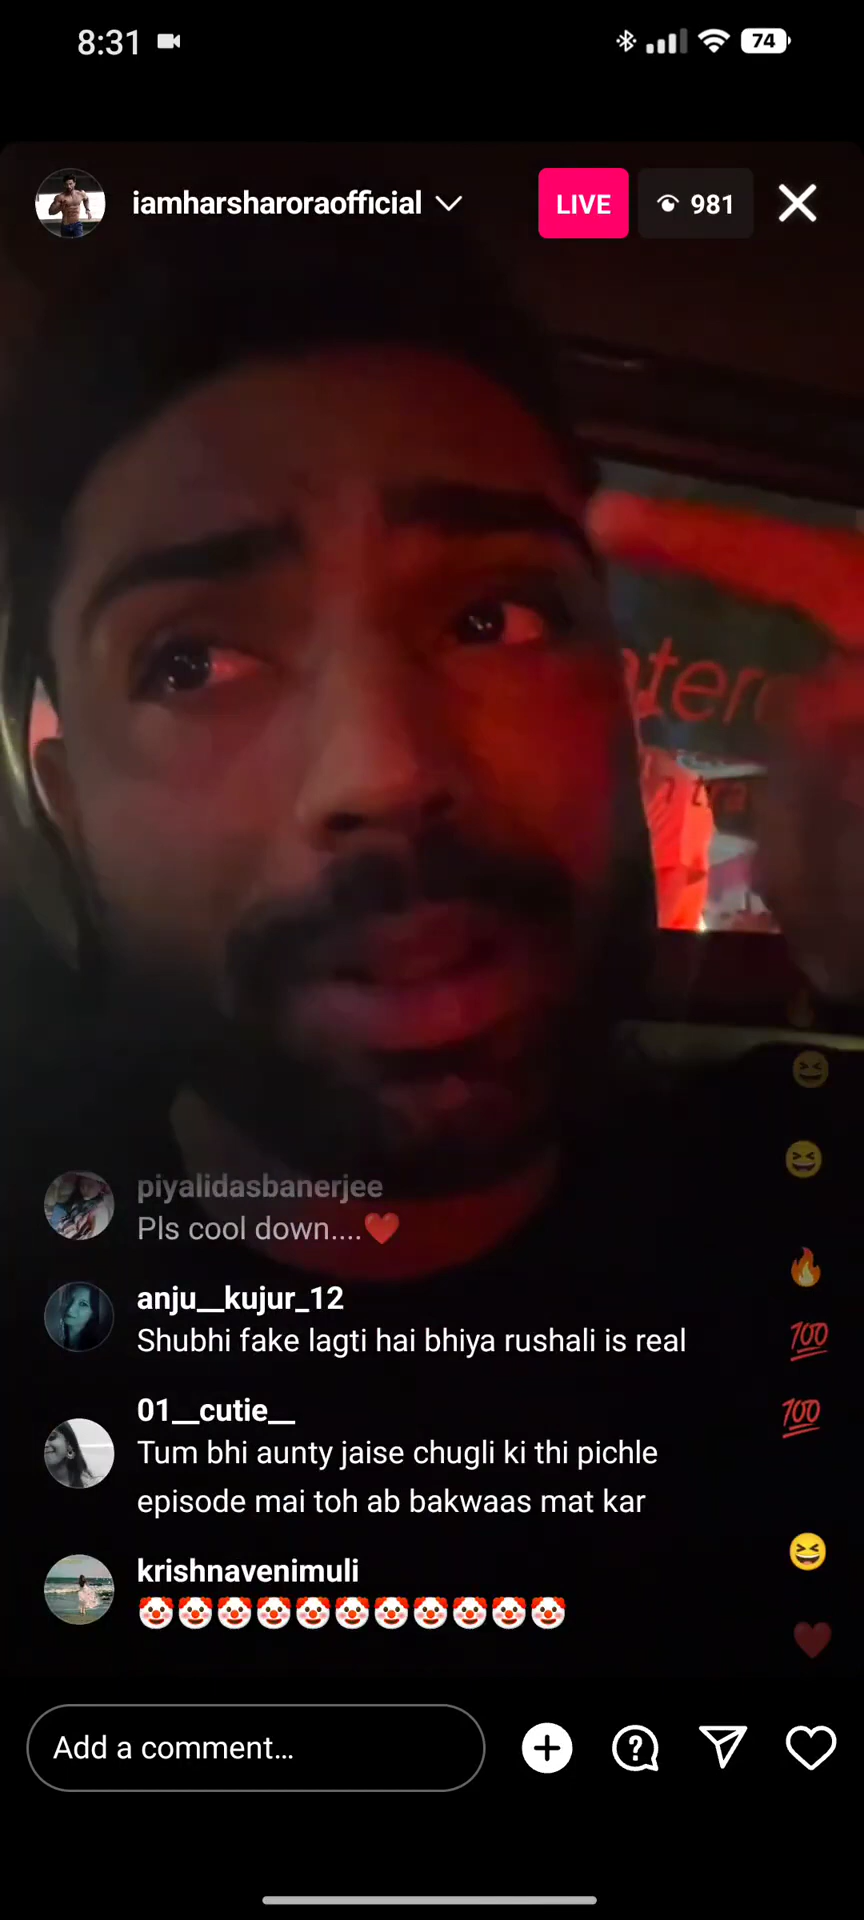 8:31
74
iamharsharoraofficial
LIVE
981
piyalidasbanerjee
Pls cool down....❤️
anju__kujur_12
Shubhi fake lagti hai bhiya rushali is real
01__cutie__
Tum bhi aunty jaise chugli ki thi pichle
episode mai toh ab bakwaas mat kar
krishnavenimuli
🤡🤡🤡🤡🤡🤡🤡🤡🤡🤡🤡
💯
💯
Add a comment...